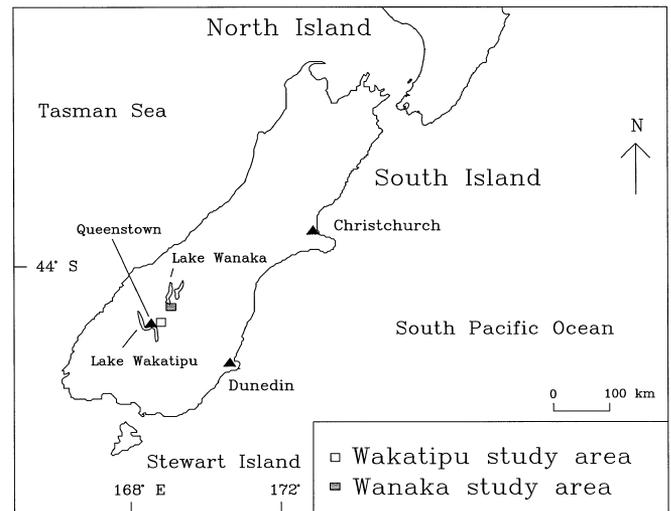 North Island
Tasman Sea
N
South Island
Queenstown
Christchurch
Lake Wanaka
44° S
South Pacific Ocean
Lake Wakatipu
Dunedin
0 100 km
Wakatipu study area
Stewart Island
Wanaka study area
168° E 172°